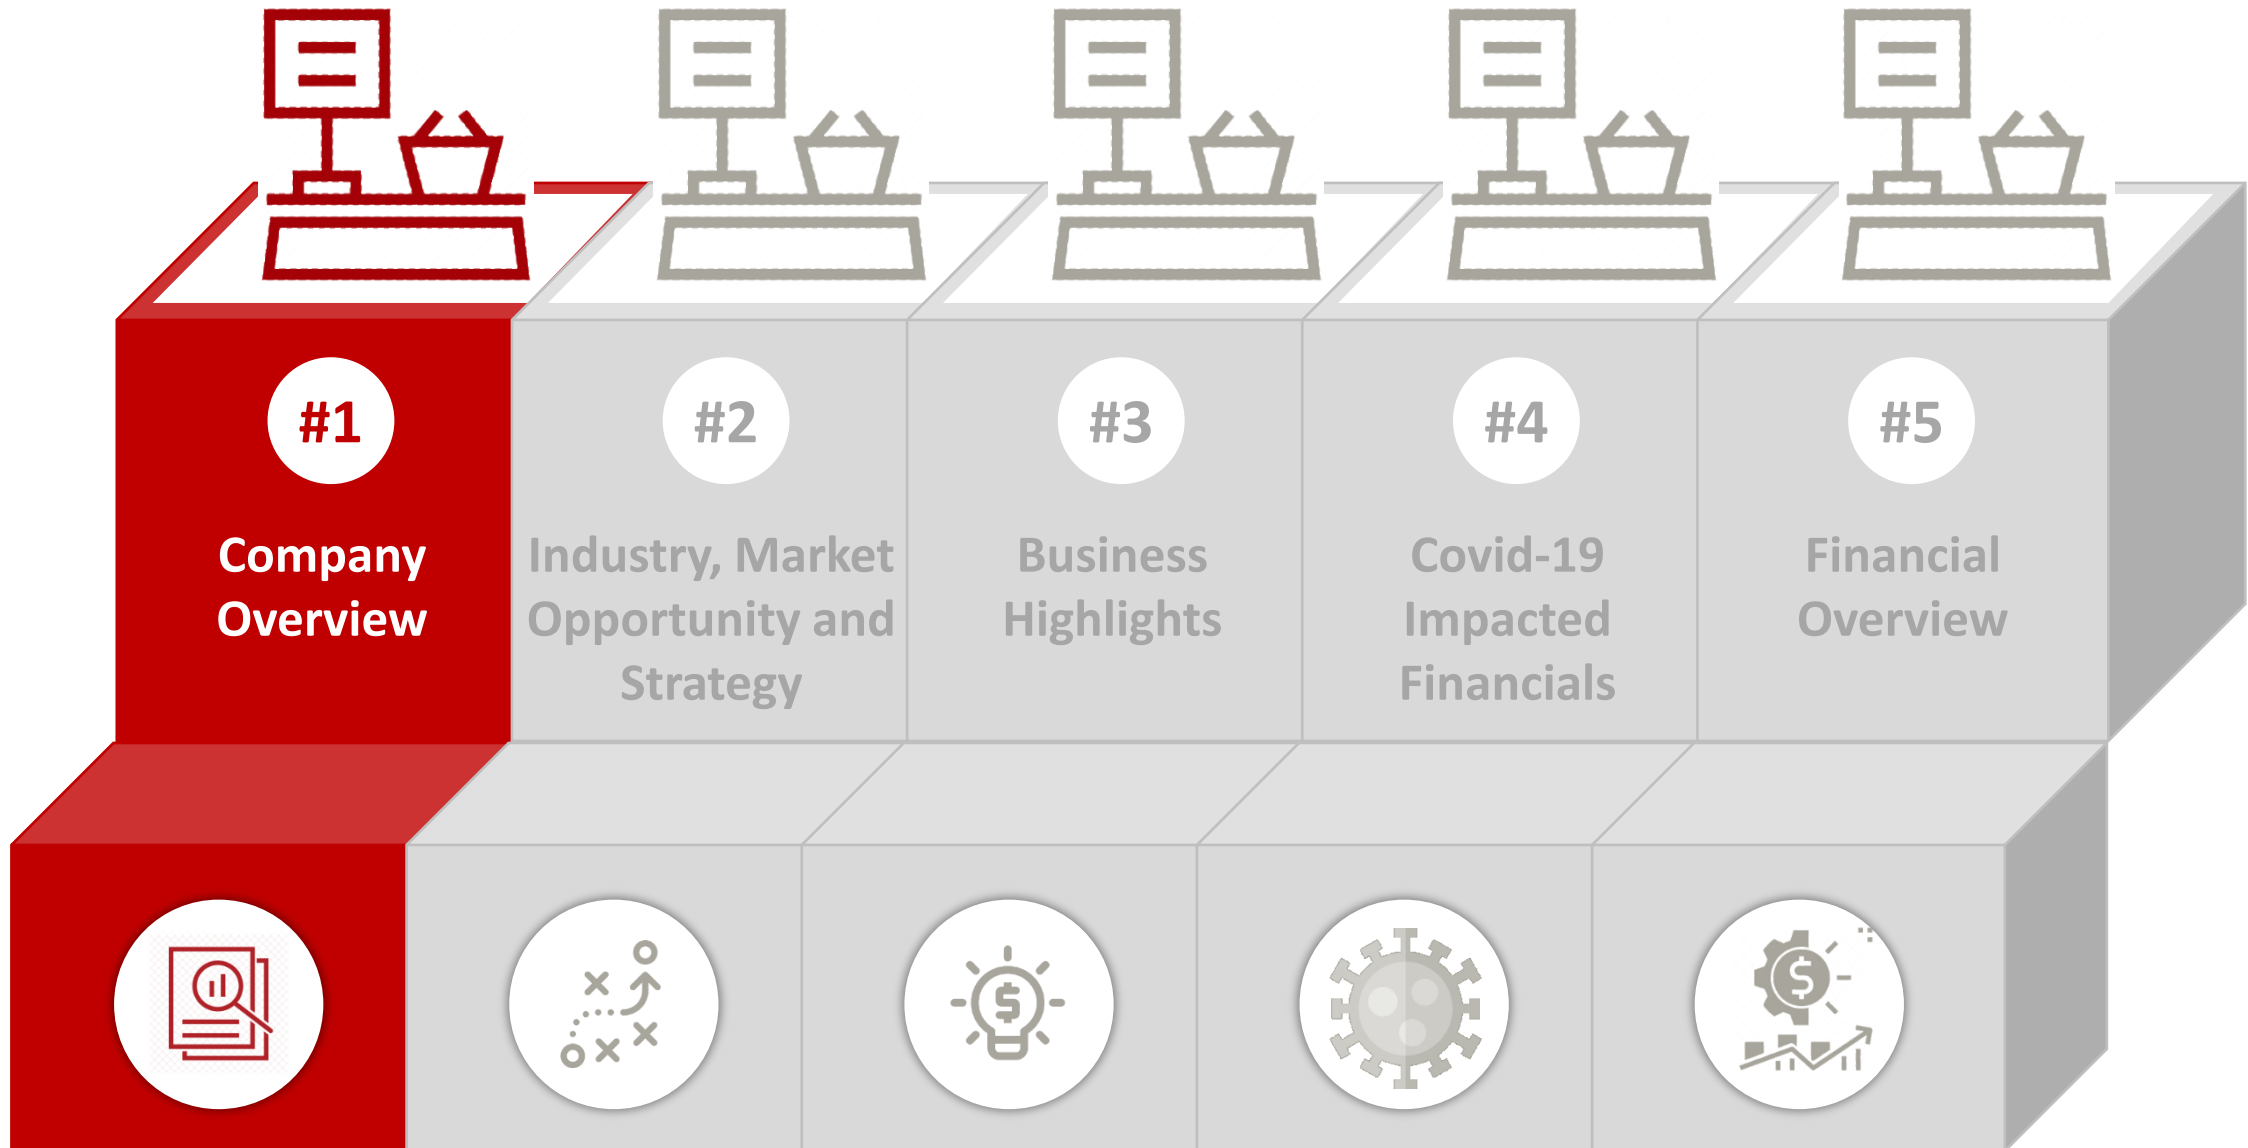 #1
Company
Overview
#2
Industry, Market
Opportunity and
Strategy
#3
Business
Highlights
#4
Covid-19
Impacted
Financials
#5
Financial
Overview
$
$